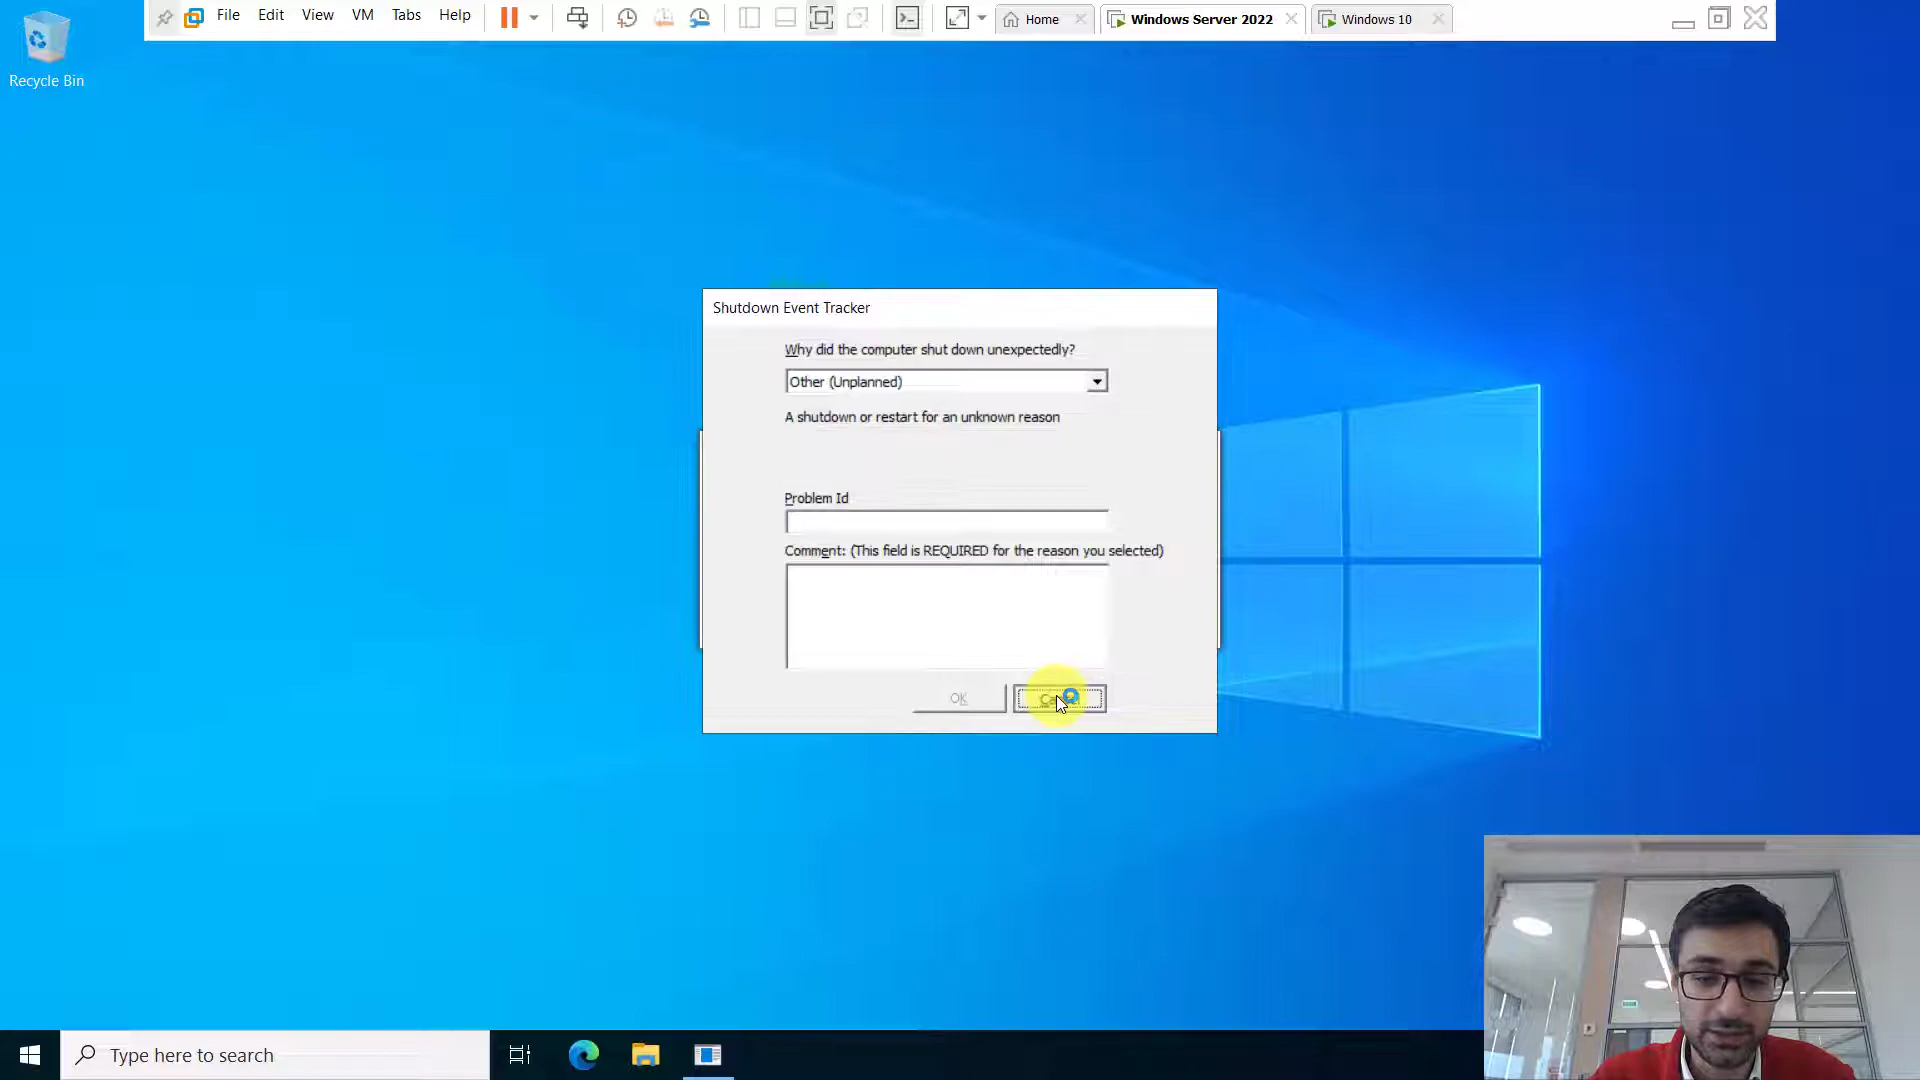 File Edit View VM Tabs Help
Home
Windows Server 2022
Windows 10
Recycle Bin
Shutdown Event Tracker
Why did the computer shut down unexpectedly?
Other (Unplanned)
A shutdown or restart for an unknown reason
Problem Id
Comment: (This field is REQUIRED for the reason you selected)
OK
Type here to search